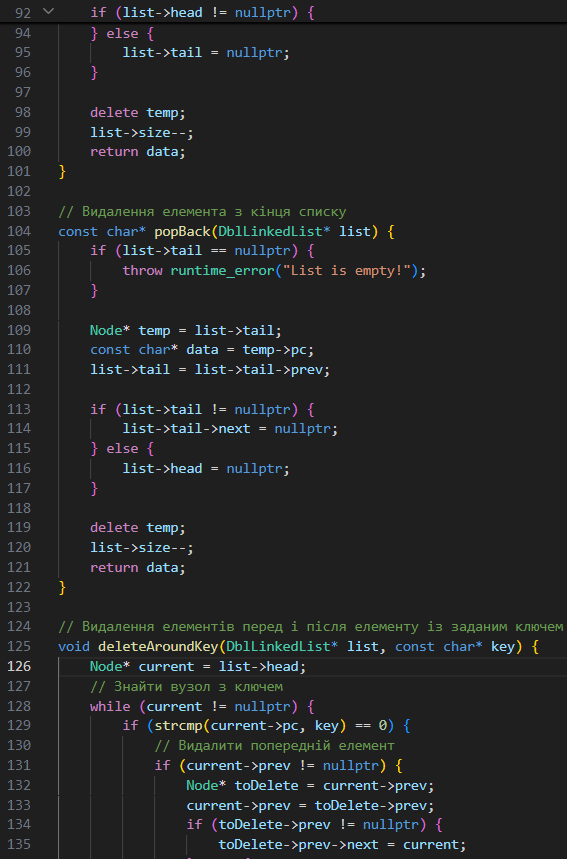 92 if (list->head != nullptr) {
94 } else {
95 list->tail = nullptr;
96 }
97
98 delete temp;
99 list->size--;
100 return data;
101 }
102
103 // Видалення елемента з кінця списку
104 const char* popBack(DblLinkedList* list) {
105 if (list->tail == nullptr) {
106 throw runtime_error("List is empty!");
107 }
108
109 Node* temp = list->tail;
110 const char* data = temp->pc;
111 list->tail = list->tail->prev;
112
113 if (list->tail != nullptr) {
114 list->tail->next = nullptr;
115 } else {
116 list->head = nullptr;
117 }
118
119 delete temp;
120 list->size--;
121 return data;
122 }
123
124 // Видалення елементів перед і після елементу із заданим ключем
125 void deleteAroundKey(DblLinkedList* list, const char* key) {
126 Node* current = list->head;
127 // Знайти вузол з ключем
128 while (current != nullptr) {
129 if (strcmp(current->pc, key) == 0) {
130 // Видалити попередній елемент
131 if (current->prev != nullptr) {
132 Node* toDelete = current->prev;
133 current->prev = toDelete->prev;
134 if (toDelete->prev != nullptr) {
135 toDelete->prev->next = current;